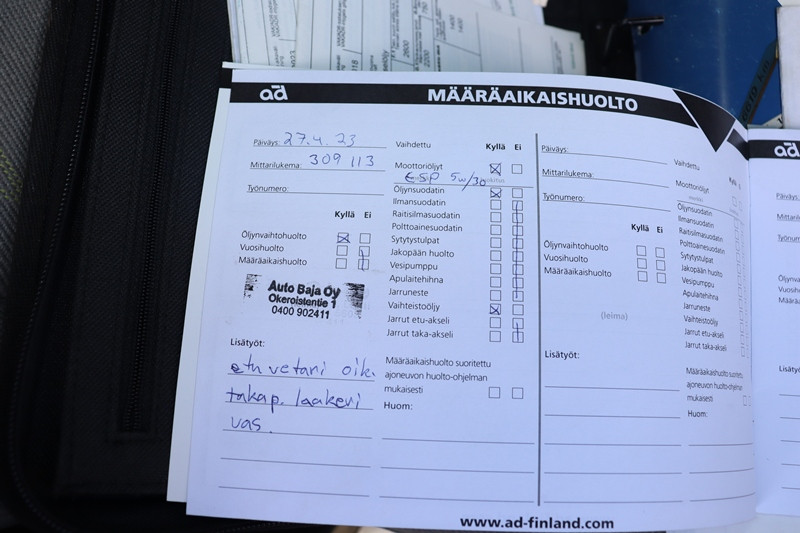 ad
MÄÄRÄAIKAISHUOLTO
Päiväys: 27.4.23
Mittarilukema: 309 113
Työnumero:
Kyllä Ei
Öljynvaihtohuolto
Vuosihuolto
Määräaikaishuolto
Auto Baja Oy
Okeroistentie 1
0400 902411
Lisätyöt:
etu vetari oik.
takap. laakeri
vas.
Vaihdettu Kyllä Ei
Moottoriöljyt
ESP 5w/30
Öljynsuodatin
Ilmansuodatin
Raitisilmasuodatin
Polttoainesuodatin
Sytytystulpat
Jakopään huolto
Vesipumppu
Apulaitehihna
Jarruneste
Vaihteistoöljy
Jarrut etu-akseli
Jarrut taka-akseli
Määräaikaishuolto suoritettu
ajoneuvon huolto-ohjelman
mukaisesti
Huom:
Päiväys:
Mittarilukema:
Työnumero:
Kyllä Ei
Öljynvaihtohuolto
Vuosihuolto
Määräaikaishuolto
(leima)
Lisätyöt:
Vaihdettu Kyllä
Moottoriöljyt
Öljynsuodatin
Ilmansuodatin
Raitisilmasuodatin
Polttoainesuodatin
Sytytystulpat
Jakopään huolto
Vesipumppu
Apulaitehihna
Jarruneste
Vaihteistoöljy
Jarrut etu-akseli
Jarrut taka-akseli
Määräaikaishuolto suoritettu
ajoneuvon huolto-ohjelman
mukaisesti
Huom:
www.ad-finland.com
ad